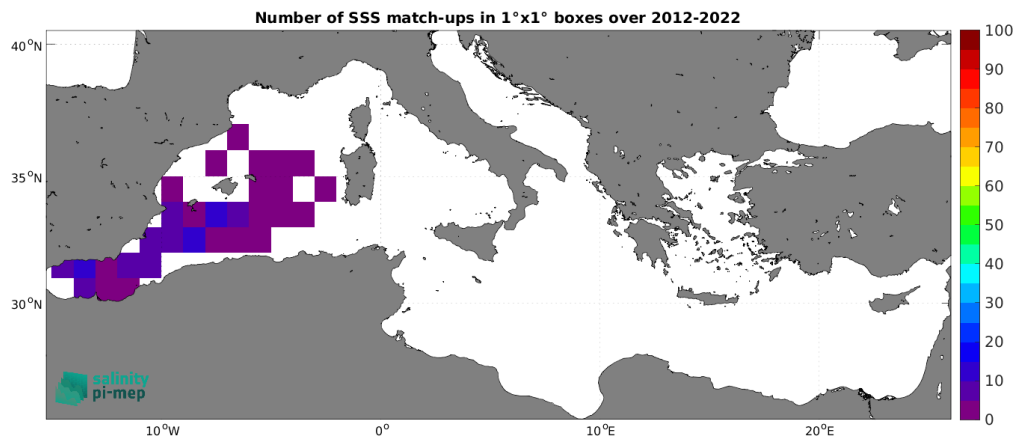 Number of SSS match-ups in 1°x1° boxes over 2012-2022
40°N
35°N
30°N
10°W
0°
10°E
20°E
100
90
80
70
60
50
40
30
20
10
0
salinity
pi-mep